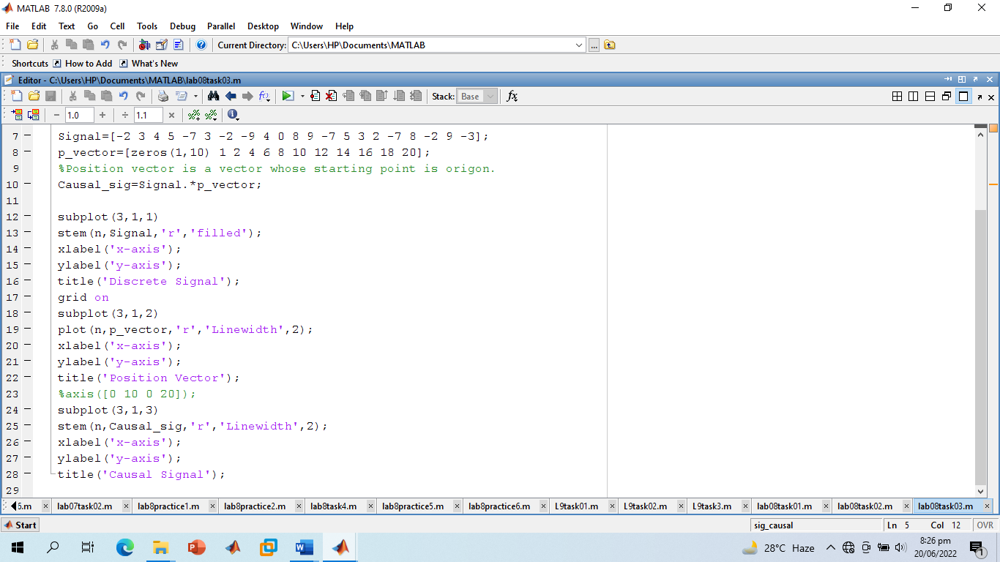 MATLAB 7.8.0 (R2009a)
File Edit Text Go Cell Tools Debug Parallel Desktop Window Help
Current Directory: C:\Users\HP\Documents\MATLAB ...
Shortcuts How to Add What's New
Editor - C:\Users\HP\Documents\MATLAB\lab08task03.m
Stack: Base fx
− 1.0 + ÷ 1.1 ×
7 − Signal=[-2 3 4 5 -7 3 -2 -9 4 0 8 9 -7 5 3 2 -7 8 -2 9 -3];
8 − p_vector=[zeros(1,10) 1 2 4 6 8 10 12 14 16 18 20];
9 %Position vector is a vector whose starting point is origon.
10 − Causal_sig=Signal.*p_vector;
11
12 − subplot(3,1,1)
13 − stem(n,Signal,'r','filled');
14 − xlabel('x-axis');
15 − ylabel('y-axis');
16 − title('Discrete Signal');
17 − grid on
18 − subplot(3,1,2)
19 − plot(n,p_vector,'r','Linewidth',2);
20 − xlabel('x-axis');
21 − ylabel('y-axis');
22 − title('Position Vector');
23 %axis([0 10 0 20]);
24 − subplot(3,1,3)
25 − stem(n,Causal_sig,'r','Linewidth',2);
26 − xlabel('x-axis');
27 − ylabel('y-axis');
28 − title('Causal Signal');
29
5.m lab07task02.m lab8practice1.m lab8practice2.m lab8task4.m lab8practice5.m lab8practice6.m L9task01.m L9task02.m L9task3.m lab08task01.m lab08task02.m lab08task03.m
Start sig_causal Ln 5 Col 12 OVR
28°C Haze 8:26 pm
20/06/2022 1